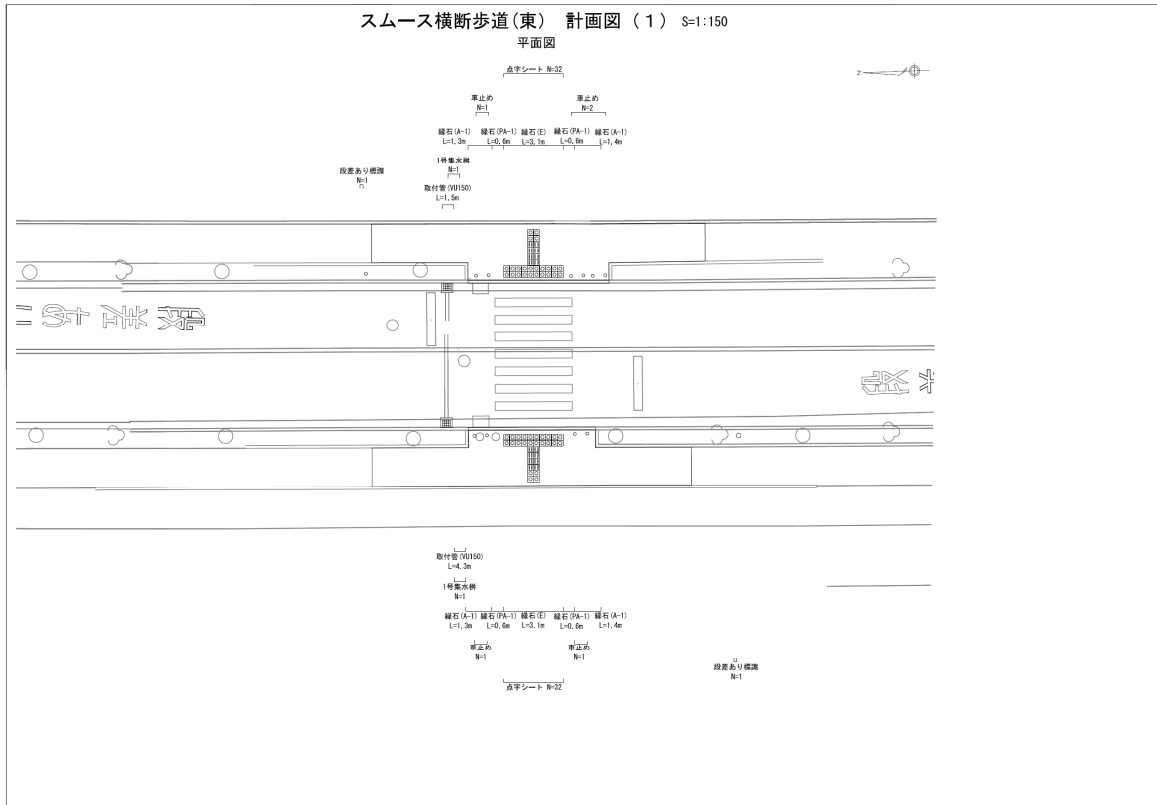 スムース横断歩道(東) 計画図 (1) S=1:150
平面図
点字シート N=32
車止め
N=1
車止め
N=2
縁石(A-1)
L=1.3m
縁石(PA-1)
L=0.6m
縁石(E)
L=3.1m
縁石(PA-1)
L=0.6m
縁石(A-1)
L=1.4m
1号集水桝
N=1
段差あり標識
N=1
取付管(VU150)
L=1.5m
Z
段差
段差
取付管(VU150)
L=4.3m
1号集水桝
N=1
縁石(A-1)
L=1.3m
縁石(PA-1)
L=0.6m
縁石(E)
L=3.1m
縁石(PA-1)
L=0.6m
縁石(A-1)
L=1.4m
車止め
N=1
車止め
N=1
段差あり標識
N=1
点字シート N=32